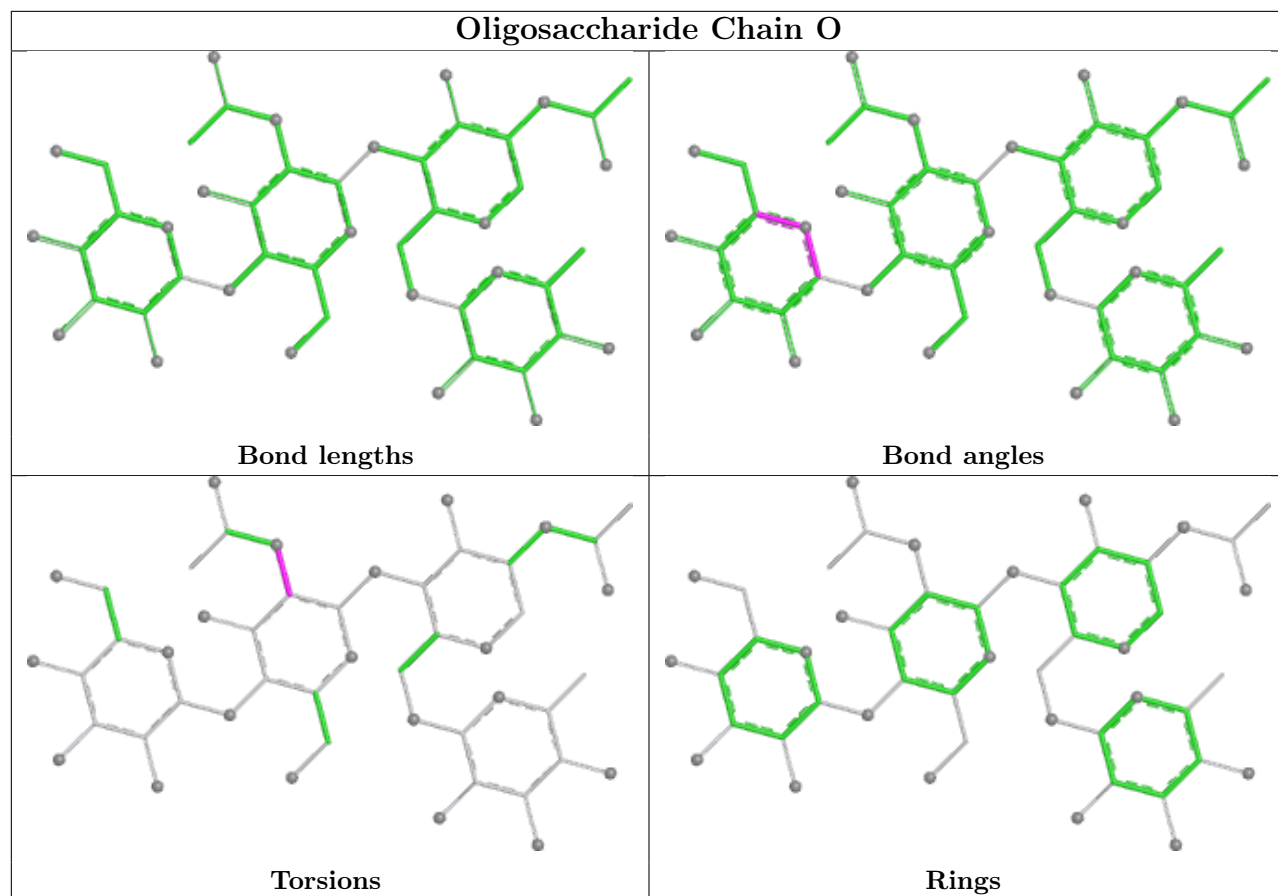 Oligosaccharide Chain O
Bond lengths
Bond angles
Torsions
Rings